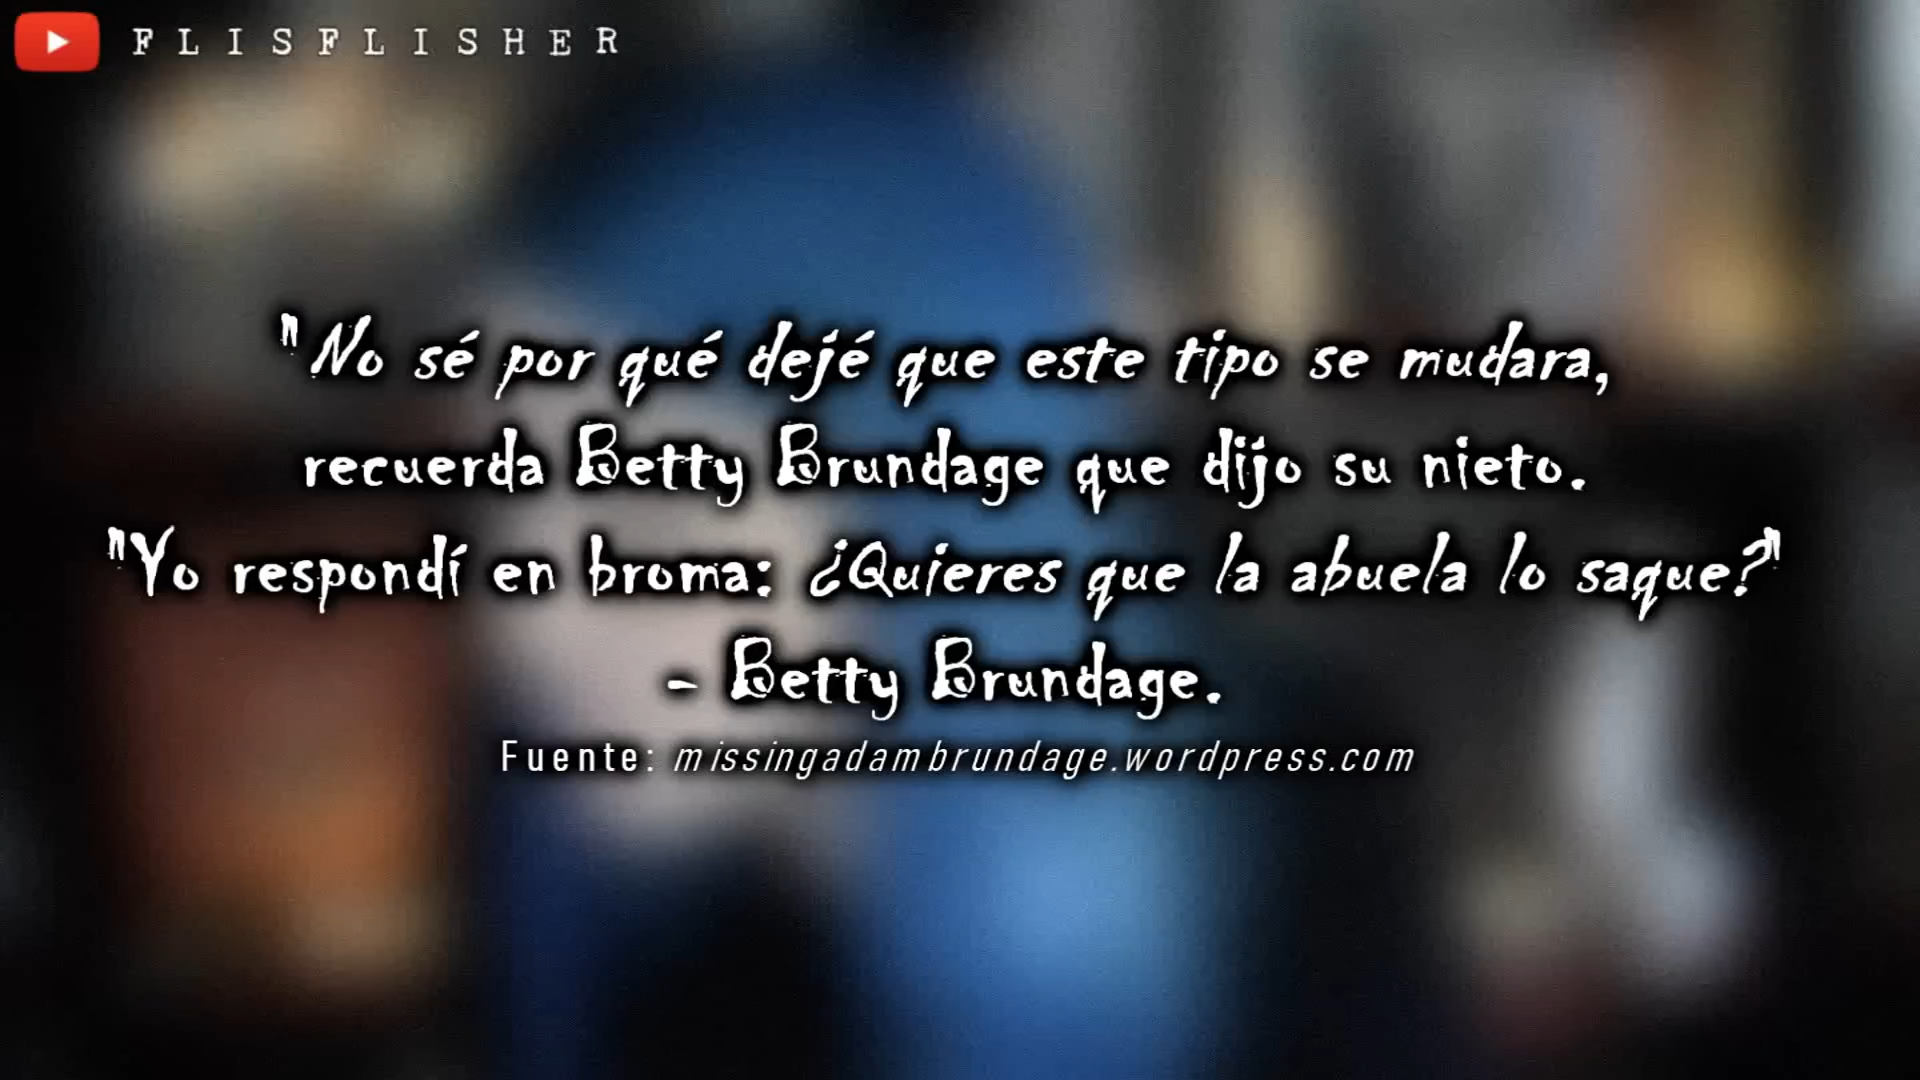 FLISFLISHER
"No sé por qué dejé que este tipo se mudara,
recuerda Betty Brundage que dijo su nieto.
"Yo respondí en broma: ¿Quieres que la abuela lo saque?"
- Betty Brundage.
Fuente: missingadambrundage.wordpress.com